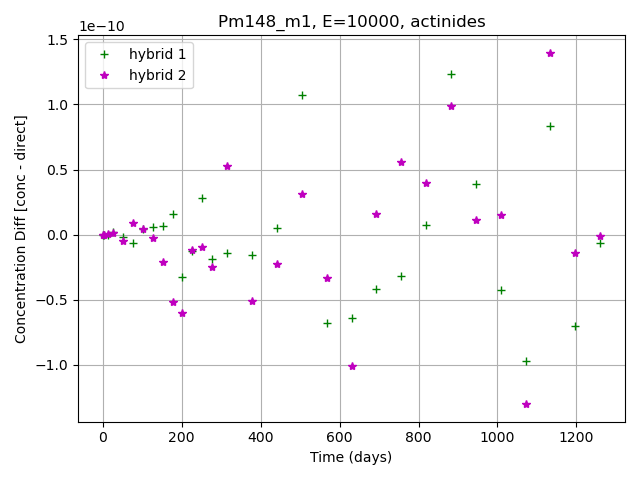 Pm148_m1, E=10000, actinides
1e−10
1.5
1.0
0.5
0.0
−0.5
−1.0
Concentration Diff [conc - direct]
hybrid 1
hybrid 2
0 200 400 600 800 1000 1200
Time (days)